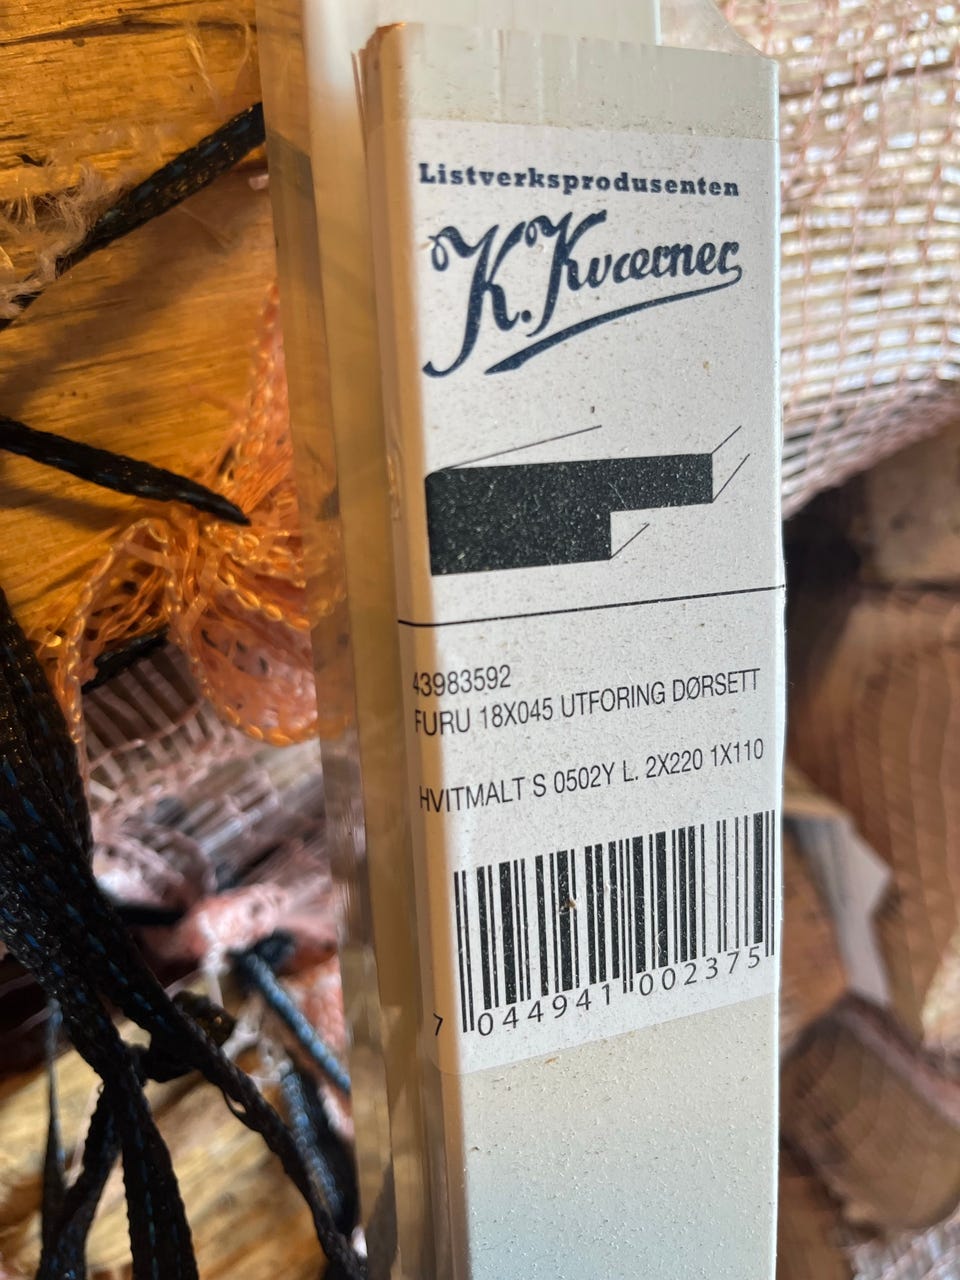 Listverksprodusenten
K. Kværner
43983592
FURU 18X045 UTFORING DØRSETT
HVITMALT S 0502Y L. 2X220 1X110
7 044941 002375